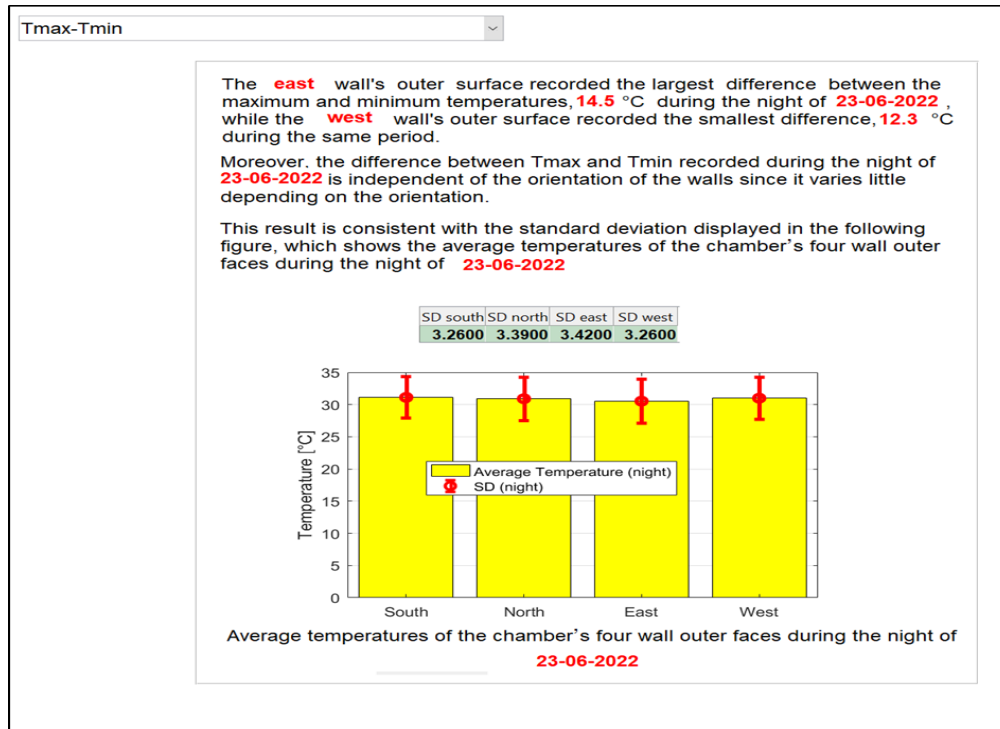 Tmax-Tmin
The east wall's outer surface recorded the largest difference between the
maximum and minimum temperatures, 14.5 °C during the night of 23-06-2022 ,
while the west wall's outer surface recorded the smallest difference, 12.3 °C
during the same period.
Moreover. the difference between Tmax and Tmin recorded during the night of
23-06-2022 is independent of the orientation of the walls since it varies little
depending on the orientation.
This result is consistent with the standard deviation displayed in the following
figure, which shows the average temperatures of the chamber's four wall outer
faces during the night of 23-06-2022
SD south SD north SD east SD west
3.2600 3.3900 3.4200 3.2600
35
30
25
20
15
10
5
0
Temperature [°C]
Average Temperature (night)
SD (night)
South North East West
Average temperatures of the chamber's four wall outer faces during the night of
23-06-2022